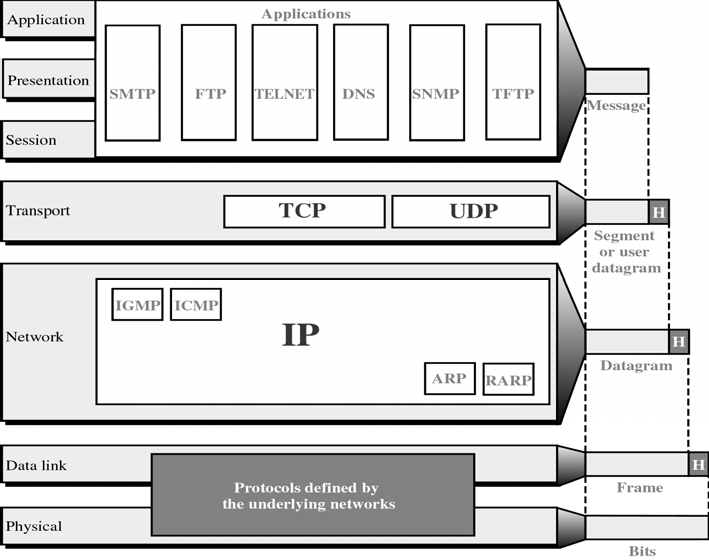 Application
Applications
Presentation
SMTP
FTP
TELNET
DNS
SNMP
TFTP
Message
Session
Transport
TCP
UDP
H
Segment
or user
datagram
IGMP
ICMP
Network
IP
H
Datagram
ARP
RARP
Data link
H
Protocols defined by
the underlying networks
Frame
Physical
Bits